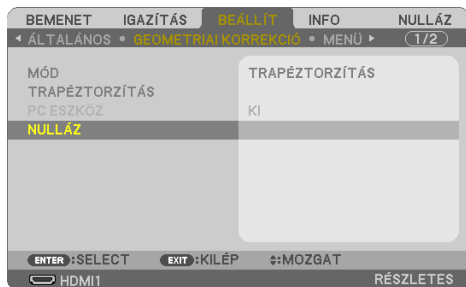 BEMENET IGAZÍTÁS BEÁLLÍT INFO NULLÁZ
ÁLTALÁNOS • GEOMETRIAI KORREKCIÓ • MENÜ 1/2
MÓD TRAPÉZTORZÍTÁS
TRAPÉZTORZÍTÁS
PC ESZKÖZ KI
NULLÁZ
ENTER :SELECT EXIT :KILÉP :MOZGAT
HDMI1 RÉSZLETES